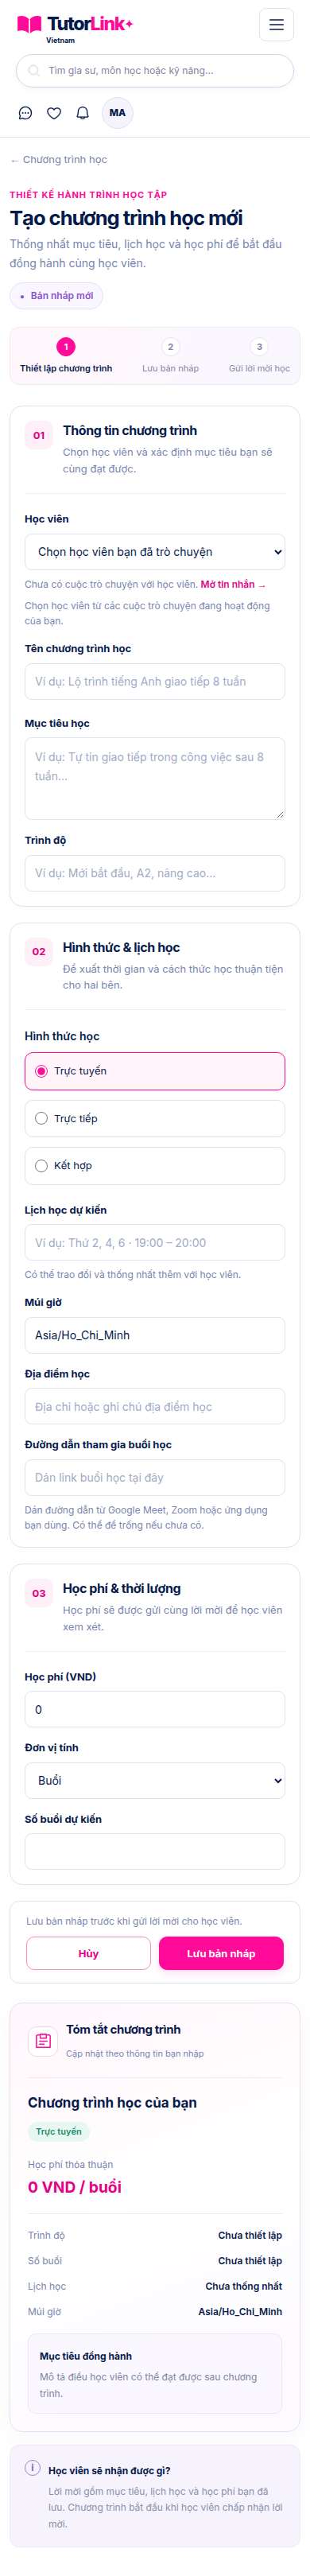 TutorLink
Vietnam
Tìm gia sư, môn học hoặc kỹ năng...
MA
← Chương trình học
THIẾT KẾ HÀNH TRÌNH HỌC TẬP
Tạo chương trình học mới
Thống nhất mục tiêu, lịch học và học phí để bắt đầu
đồng hành cùng học viên.
• Bản nháp mới
1
2
3
Thiết lập chương trình
Lưu bản nháp
Gửi lời mời học
01
Thông tin chương trình
Chọn học viên và xác định mục tiêu bạn sẽ
cùng đạt được.
Học viên
Chọn học viên bạn đã trò chuyện
Chưa có cuộc trò chuyện với học viên. Mở tin nhắn →
Chọn học viên từ các cuộc trò chuyện đang hoạt động
của bạn.
Tên chương trình học
Ví dụ: Lộ trình tiếng Anh giao tiếp 8 tuần
Mục tiêu học
Ví dụ: Tự tin giao tiếp trong công việc sau 8
tuần...
Trình độ
Ví dụ: Mới bắt đầu, A2, nâng cao...
02
Hình thức & lịch học
Đề xuất thời gian và cách thức học thuận tiện
cho hai bên.
Hình thức học
Trực tuyến
Trực tiếp
Kết hợp
Lịch học dự kiến
Ví dụ: Thứ 2, 4, 6 · 19:00 – 20:00
Có thể trao đổi và thống nhất thêm với học viên.
Múi giờ
Asia/Ho_Chi_Minh
Địa điểm học
Địa chỉ hoặc ghi chú địa điểm học
Đường dẫn tham gia buổi học
Dán link buổi học tại đây
Dán đường dẫn từ Google Meet, Zoom hoặc ứng dụng
bạn dùng. Có thể để trống nếu chưa có.
03
Học phí & thời lượng
Học phí sẽ được gửi cùng lời mời để học viên
xem xét.
Học phí (VND)
0
Đơn vị tính
Buổi
Số buổi dự kiến
Lưu bản nháp trước khi gửi lời mời cho học viên.
Hủy
Lưu bản nháp
Tóm tắt chương trình
Cập nhật theo thông tin bạn nhập
Chương trình học của bạn
Trực tuyến
Học phí thỏa thuận
0 VND / buổi
Trình độ
Chưa thiết lập
Số buổi
Chưa thiết lập
Lịch học
Chưa thống nhất
Múi giờ
Asia/Ho_Chi_Minh
Mục tiêu đồng hành
Mô tả điều học viên có thể đạt được sau chương
trình.
i
Học viên sẽ nhận được gì?
Lời mời gồm mục tiêu, lịch học và học phí bạn đã
lưu. Chương trình bắt đầu khi học viên chấp nhận lời
mời.